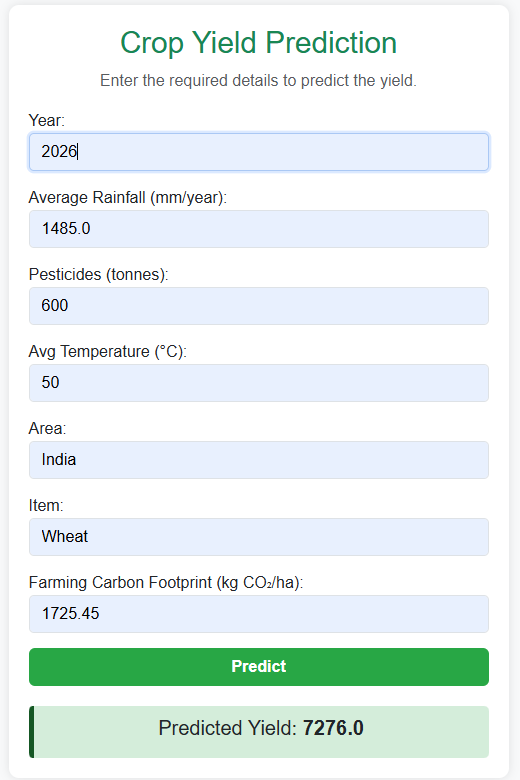 Crop Yield Prediction
Enter the required details to predict the yield.
Year:
2026
Average Rainfall (mm/year):
1485.0
Pesticides (tonnes):
600
Avg Temperature (°C):
50
Area:
India
Item:
Wheat
Farming Carbon Footprint (kg CO₂/ha):
1725.45
Predict
Predicted Yield: 7276.0